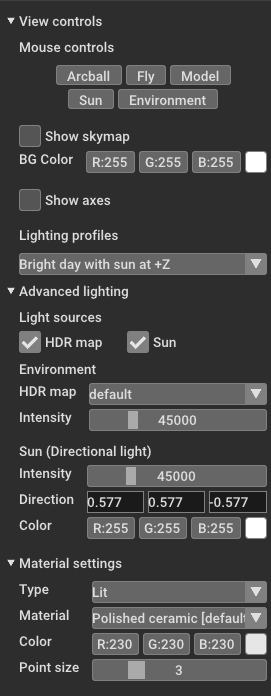 View controls
Mouse controls
Arcball Fly Model
Sun Environment
Show skymap
BG Color R:255 G:255 B:255
Show axes
Lighting profiles
Bright day with sun at +Z
Advanced lighting
Light sources
HDR map Sun
Environment
HDR map default
Intensity 45000
Sun (Directional light)
Intensity 45000
Direction 0.577 0.577 -0.577
Color R:255 G:255 B:255
Material settings
Type Lit
Material Polished ceramic [default
Color R:230 G:230 B:230
Point size 3